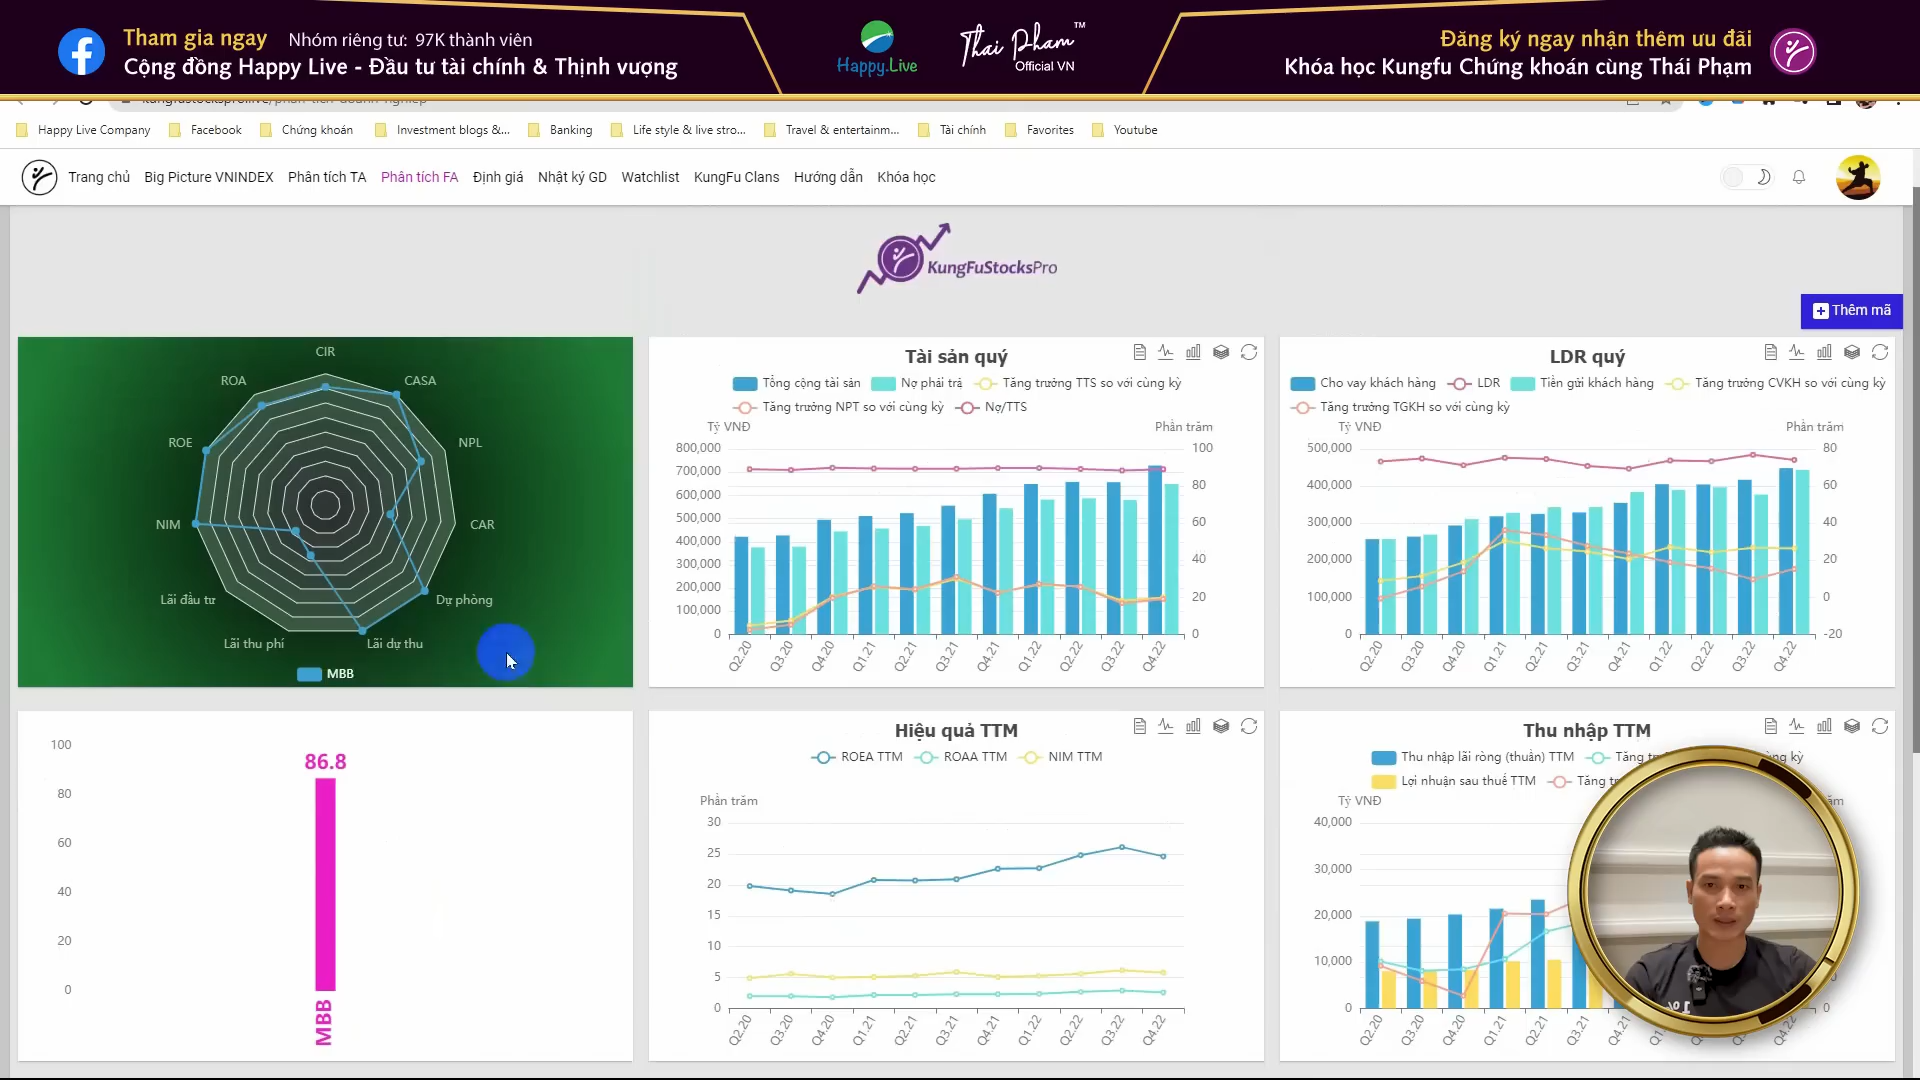 Tham gia ngay Nhóm riêng tư: 97K thành viên
Cộng đồng Happy Live - Đầu tư tài chính & Thịnh vượng
Happy.Live
Thai Pham™
Official VN
Đăng ký ngay nhận thêm ưu đãi
Khóa học Kungfu Chứng khoán cùng Thái Phạm
Happy Live Company Facebook Chứng khoán Investment blogs &... Banking Life style & live stro... Travel & entertainm... Tài chính Favorites Youtube
Trang chủ Big Picture VNINDEX Phân tích TA Phân tích FA Định giá Nhật ký GD Watchlist KungFu Clans Hướng dẫn Khóa học
KungFuStocksPro
Thêm mã
CIR
ROA CASA
ROE NPL
NIM CAR
Lãi đầu tư Dự phòng
Lãi thu phí Lãi dự thu
MBB
Tài sản quý
Tổng cộng tài sản Nợ phải trả Tăng trưởng TTS so với cùng kỳ
Tăng trưởng NPT so với cùng kỳ Nợ/TTS
Tỷ VNĐ Phần trăm
800,000 100
700,000
600,000 80
500,000 60
400,000
300,000 40
200,000
100,000 20
0 0
Q2.20 Q3.20 Q4.20 Q1.21 Q2.21 Q3.21 Q4.21 Q1.22 Q2.22 Q3.22 Q4.22
LDR quý
Cho vay khách hàng LDR Tiền gửi khách hàng Tăng trưởng CVKH so với cùng kỳ
Tăng trưởng TGKH so với cùng kỳ
Tỷ VNĐ Phần trăm
500,000 80
400,000 60
300,000 40
200,000 20
100,000 0
0 -20
Q2.20 Q3.20 Q4.20 Q1.21 Q2.21 Q3.21 Q4.21 Q1.22 Q2.22 Q3.22 Q4.22
100
80
60
40
20
0
86.8
MBB
Hiệu quả TTM
ROEA TTM ROAA TTM NIM TTM
Phần trăm
30
25
20
15
10
5
0
Q2.20 Q3.20 Q4.20 Q1.21 Q2.21 Q3.21 Q4.21 Q1.22 Q2.22 Q3.22 Q4.22
Thu nhập TTM
Thu nhập lãi ròng (thuần) TTM Tăng kỳ
Lợi nhuận sau thuế TTM Tăng
Tỷ VNĐ
40,000
30,000
20,000
10,000
0 0
Q2.20 Q3.20 Q4.20 Q1.21 Q2.21 Q3.21 Q4.22